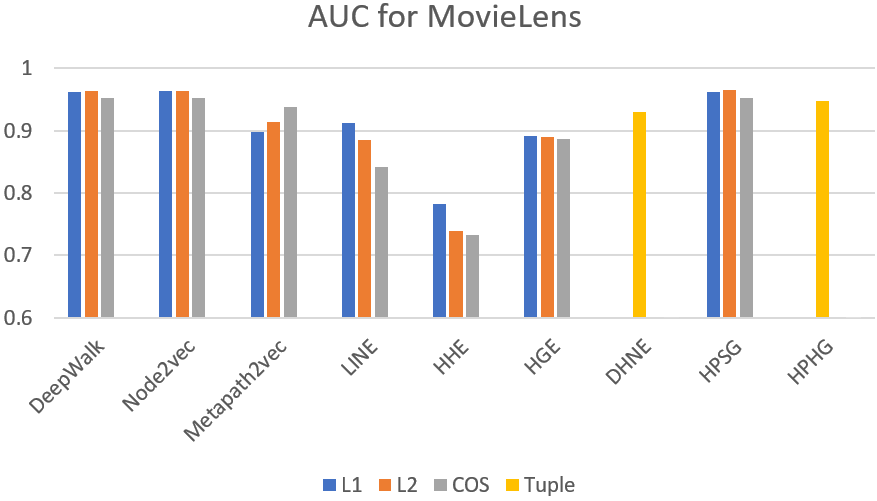 AUC for MovieLens
1
0.9
0.8
0.7
0.6
DeepWalk
Node2vec
Metapath2vec
LINE
HHE
HGE
DHNE
HPSG
HPHG
L1 L2 COS Tuple